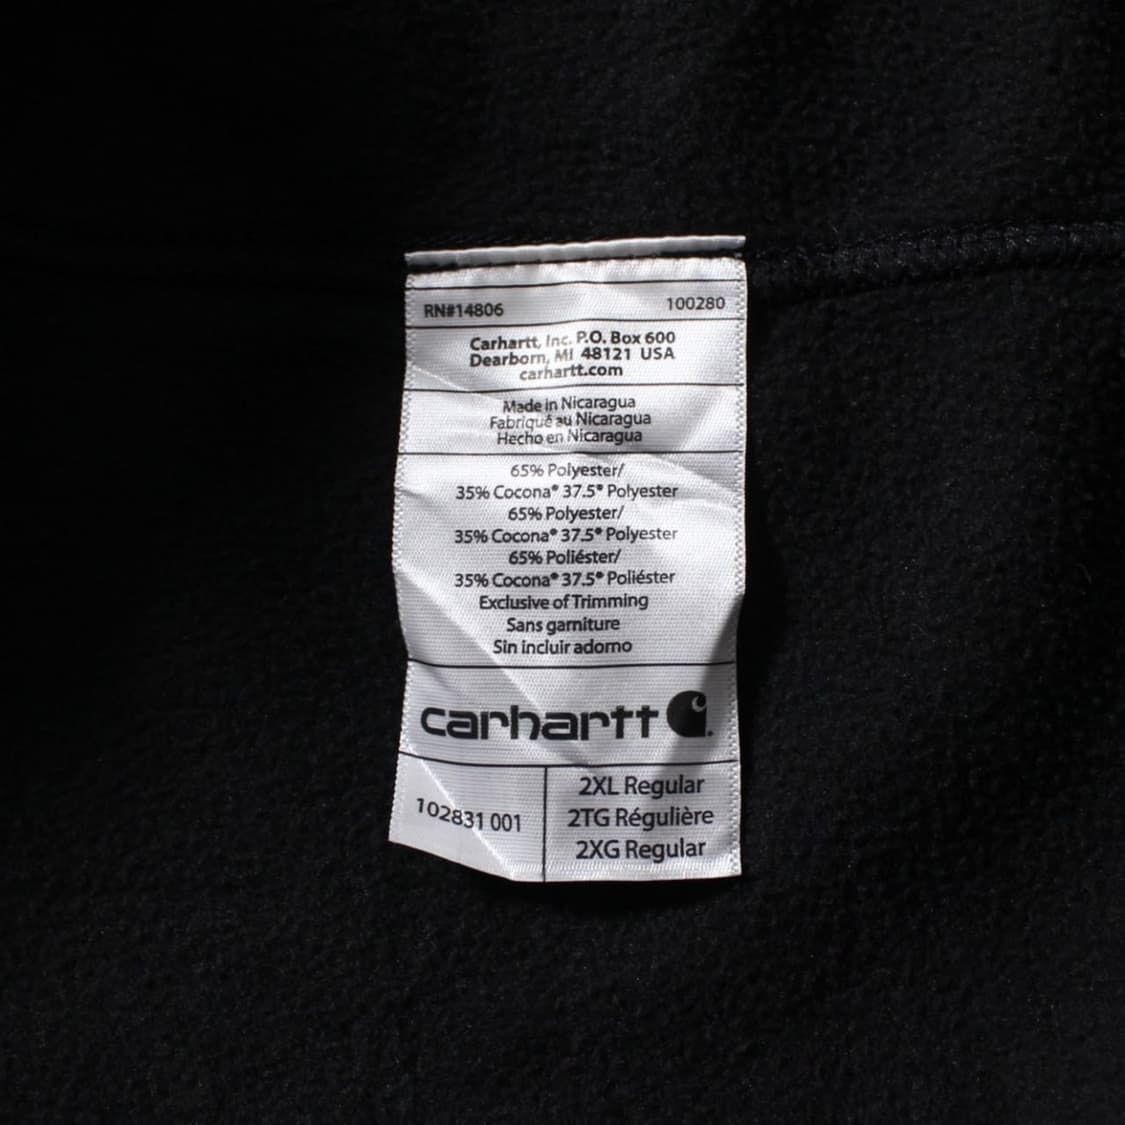 RN#14806 100280
Carhartt, Inc. P.O. Box 600
Dearborn, MI 48121 USA
carhartt.com
Made in Nicaragua
Fabriqué au Nicaragua
Hecho en Nicaragua
65% Polyester/
35% Cocona® 37.5® Polyester
65% Polyester/
35% Cocona® 37.5® Polyester
65% Poliéster/
35% Cocona® 37.5® Poliéster
Exclusive of Trimming
Sans garniture
Sin incluir adorno
carhartt
102831 001
2XL Regular
2TG Régulière
2XG Regular